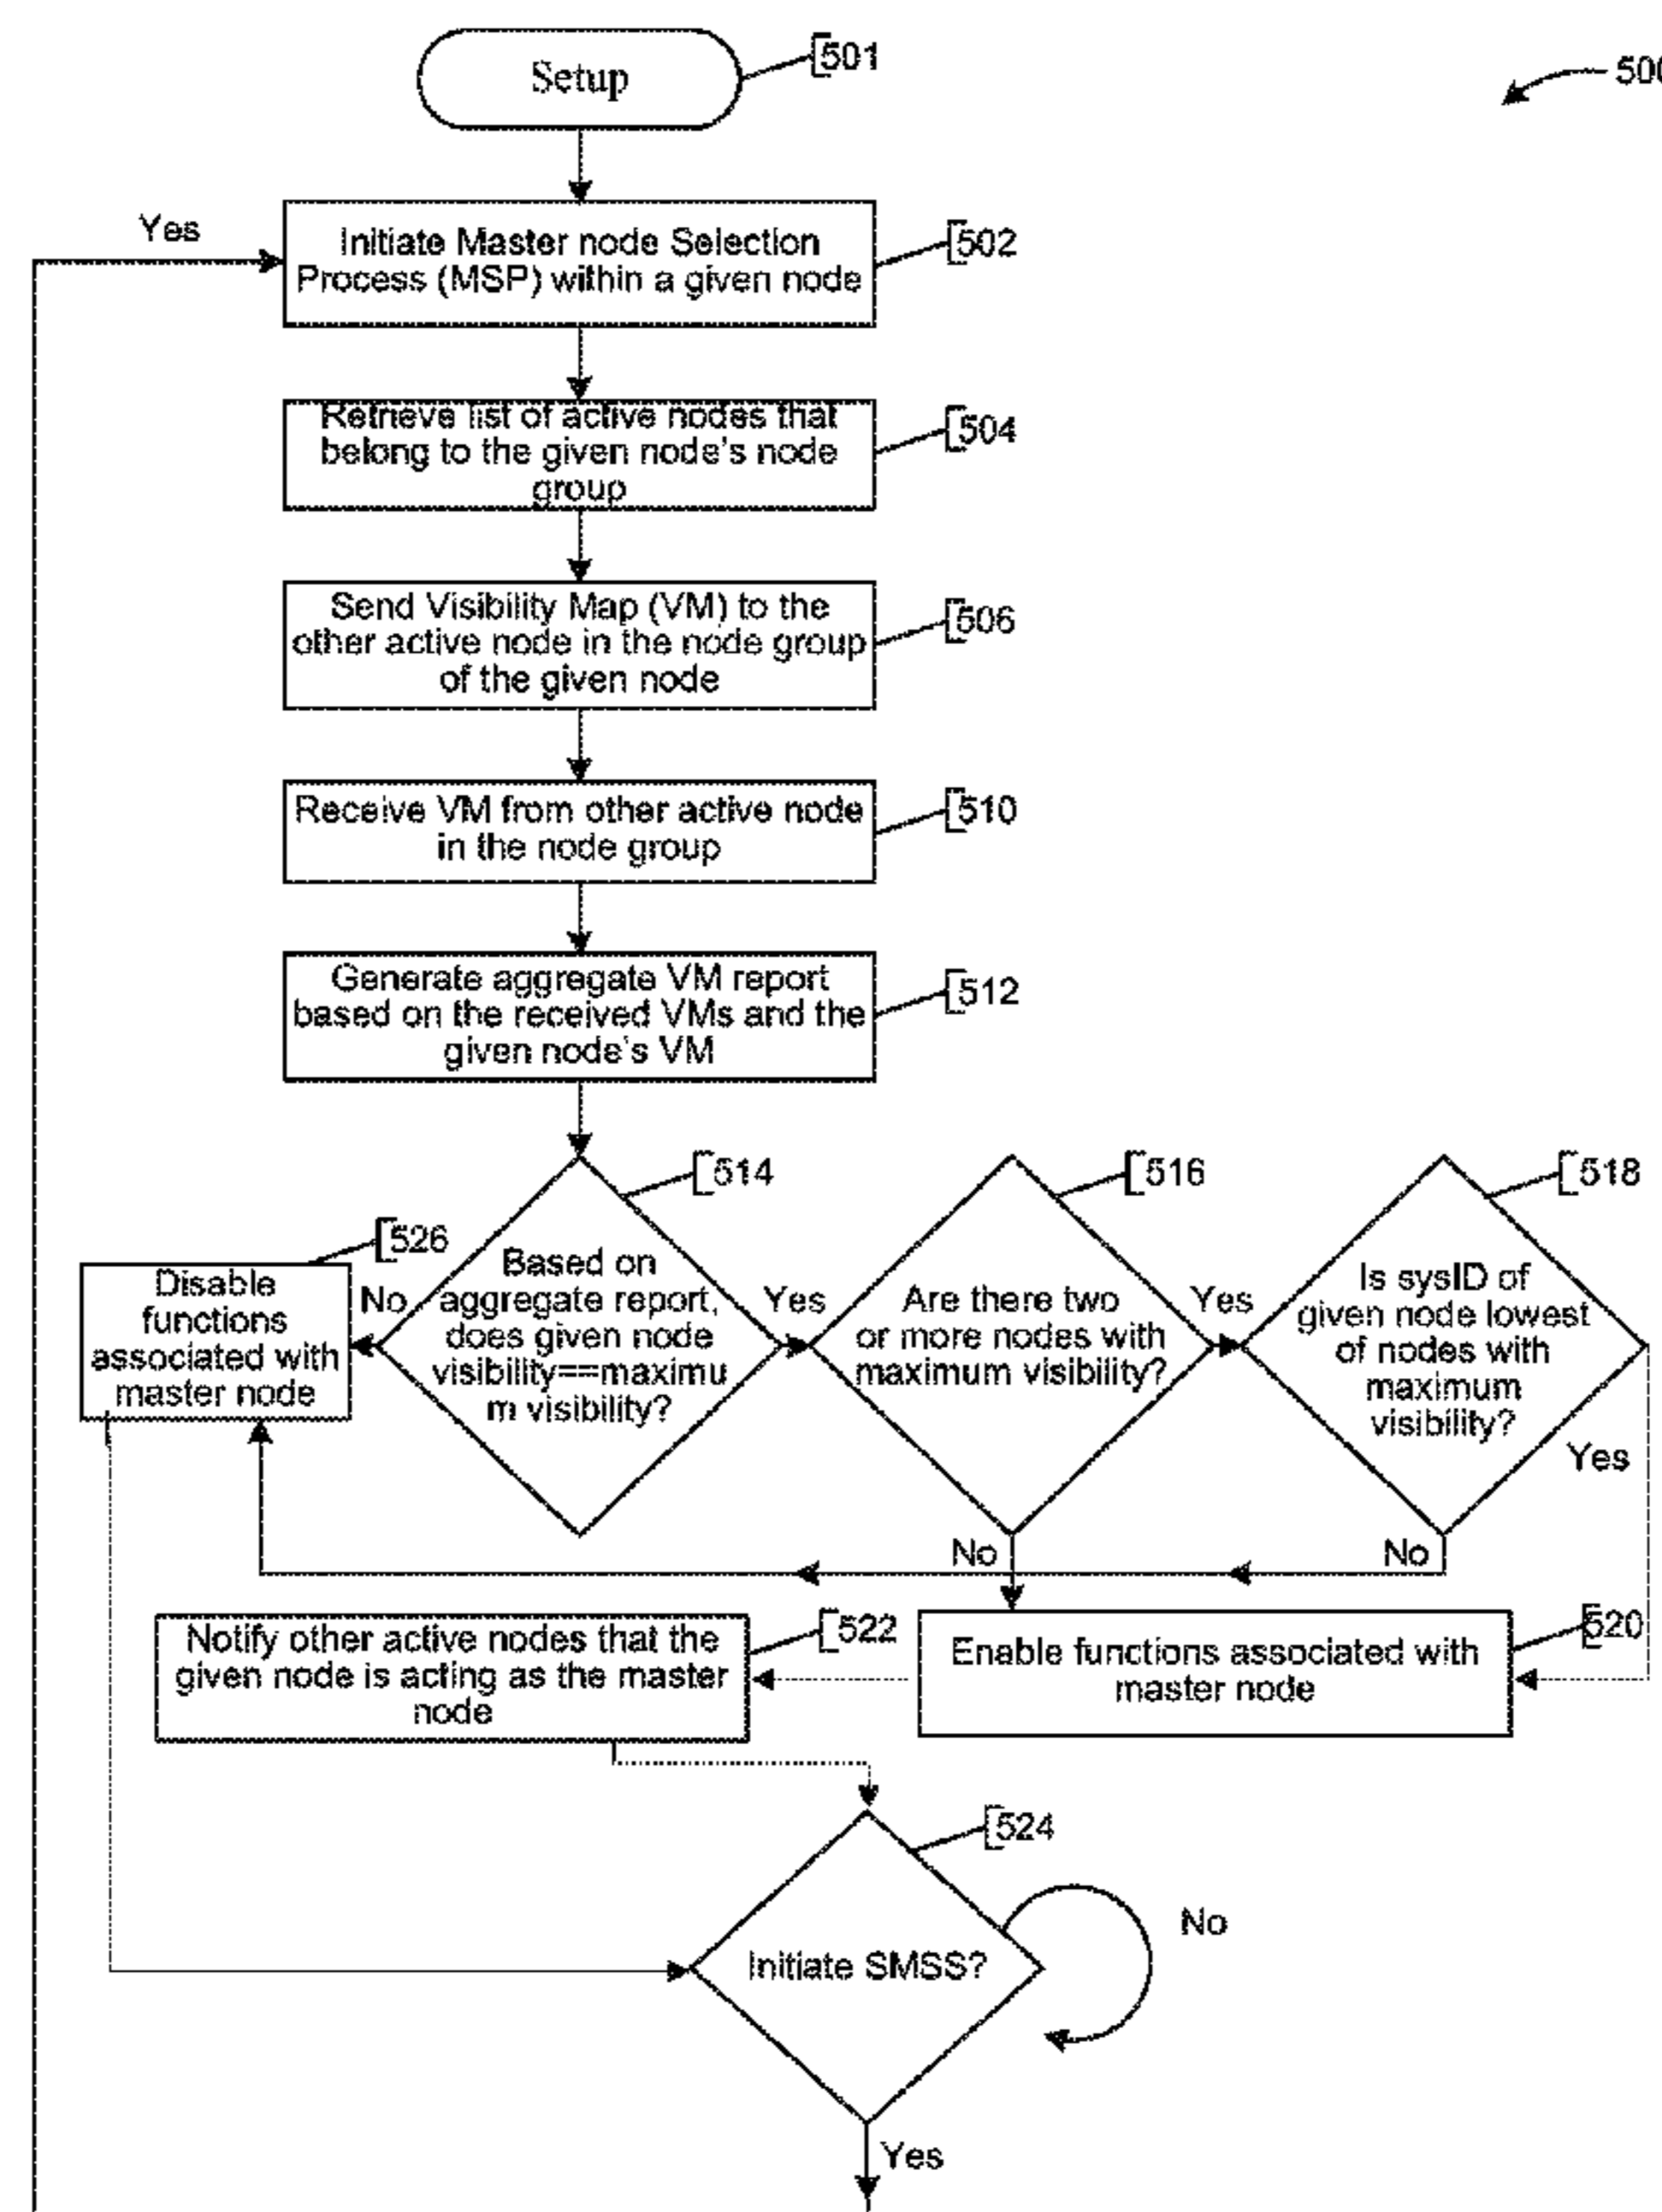 Setup
501
500
Yes
Initiate Master node Selection
Process (MSP) within a given node
502
Retrieve list of active nodes that
belong to the given node's node
group
504
Send Visibility Map (VM) to the
other active node in the node group
of the given node
506
Receive VM from other active node
in the node group
510
Generate aggregate VM report
based on the received VMs and the
given node's VM
512
514
516
518
526
Disable
functions
associated with
master node
No
Based on
aggregate report,
does given node
visibility==maximu
m visibility?
Yes
Are there two
or more nodes with
maximum visibility?
Yes
Is sysID of
given node lowest
of nodes with
maximum
visibility?
Yes
No
No
Notify other active nodes that the
given node is acting as the master
node
522
Enable functions associated with
master node
520
524
Initiate SMSS?
No
Yes